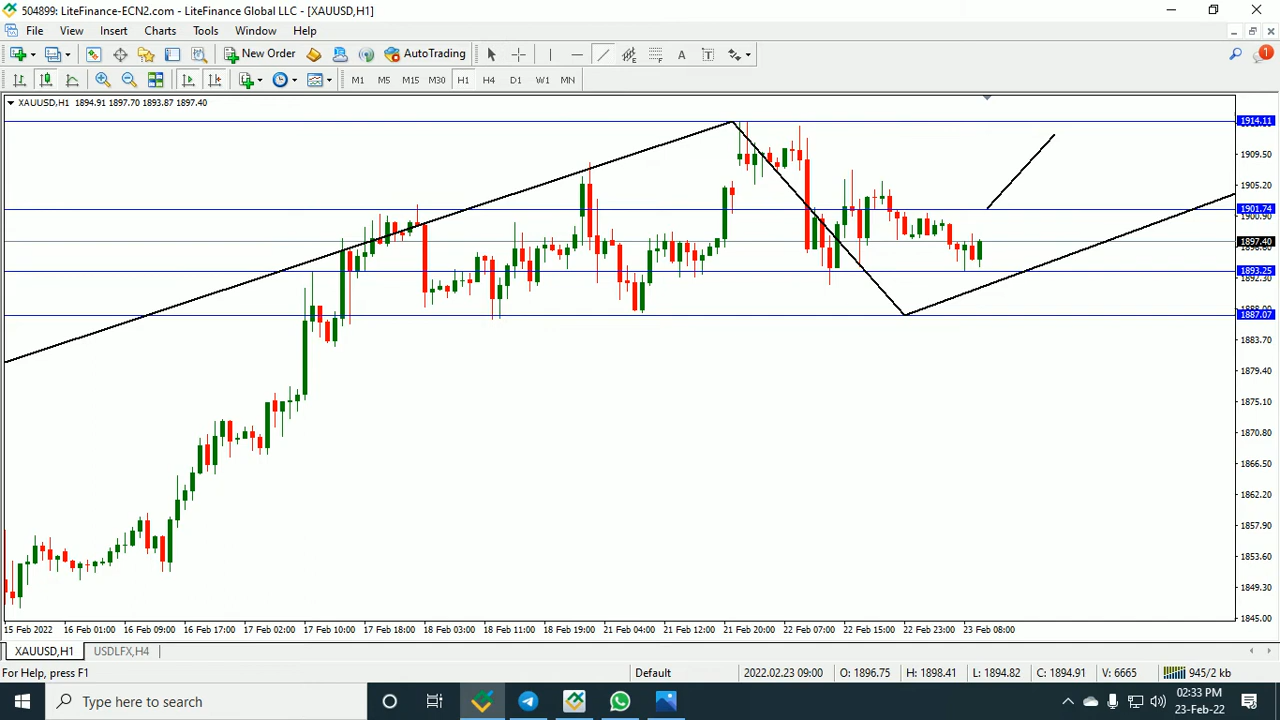 504899: LiteFinance-ECN2.com - LiteFinance Global LLC - [XAUUSD,H1]
File View Insert Charts Tools Window Help
New Order AutoTrading A T 1
M1 M5 M15 M30 H1 H4 D1 W1 MN
XAUUSD,H1 1894.91 1897.70 1893.87 1897.40
1914.11
1909.50
1905.20
1901.74
1900.90
1897.40
1893.25
1892.30
1887.07
1883.70
1879.40
1875.10
1870.80
1866.50
1862.20
1857.90
1853.60
1849.30
1845.00
15 Feb 2022 16 Feb 01:00 16 Feb 09:00 16 Feb 17:00 17 Feb 02:00 17 Feb 10:00 17 Feb 18:00 18 Feb 03:00 18 Feb 11:00 18 Feb 19:00 21 Feb 04:00 21 Feb 12:00 21 Feb 20:00 22 Feb 07:00 22 Feb 15:00 22 Feb 23:00 23 Feb 08:00
XAUUSD,H1 USDLFX,H4
For Help, press F1 Default 2022.02.23 09:00 O: 1896.75 H: 1898.41 L: 1894.82 C: 1894.91 V: 6665 945/2 kb
Type here to search 02:33 PM
23-Feb-22